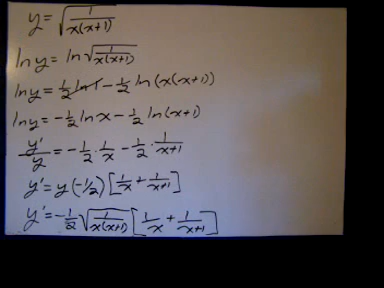 y = √(1/(x(x+1)))
ln y = ln √(1/(x(x+1)))
ln y = 1/2 ln 1 - 1/2 ln (x(x+1))
ln y = -1/2 ln x - 1/2 ln (x+1)
y'/y = -1/2 · 1/x - 1/2 · 1/(x+1)
y' = y(-1/2) [1/x + 1/(x+1)]
y' = -1/2 √(1/(x(x+1))) [1/x + 1/(x+1)]